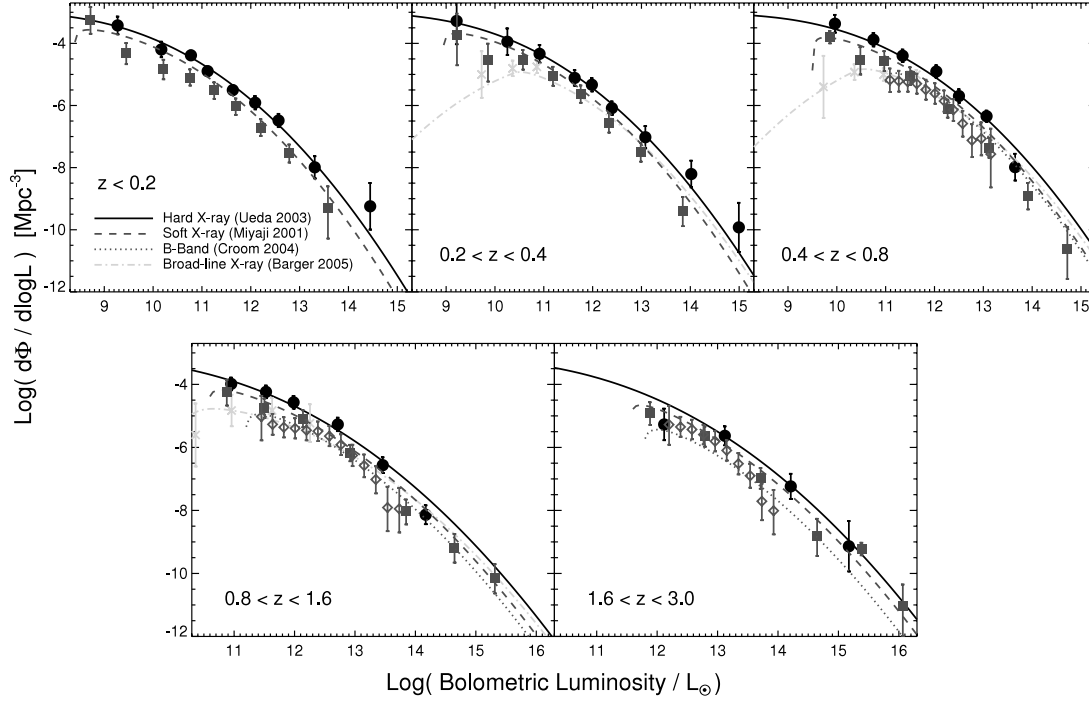 -4
-6
-8
-10
-12
z < 0.2
Hard X-ray (Ueda 2003)
Soft X-ray (Miyaji 2001)
B-Band (Croom 2004)
Broad-line X-ray (Barger 2005)
9 10 11 12 13 14 15
0.2 < z < 0.4
9 10 11 12 13 14 15
0.4 < z < 0.8
9 10 11 12 13 14 15
Log( dΦ / dlogL ) [Mpc⁻³]
-4
-6
-8
-10
-12
0.8 < z < 1.6
11 12 13 14 15 16
1.6 < z < 3.0
11 12 13 14 15 16
Log( Bolometric Luminosity / L⊙ )